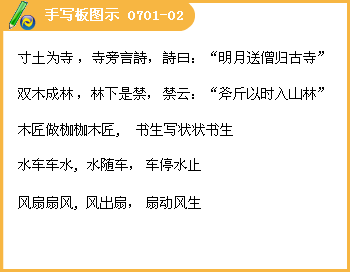 手写板图示 0701-02
寸土为寺，寺旁言詩，詩曰：“明月送僧归古寺”
双木成林，林下是禁，禁云：“斧斤以时入山林”
木匠做枷枷木匠， 书生写状状书生
水车车水，水随车，车停水止
风扇扇风，风出扇，扇动风生